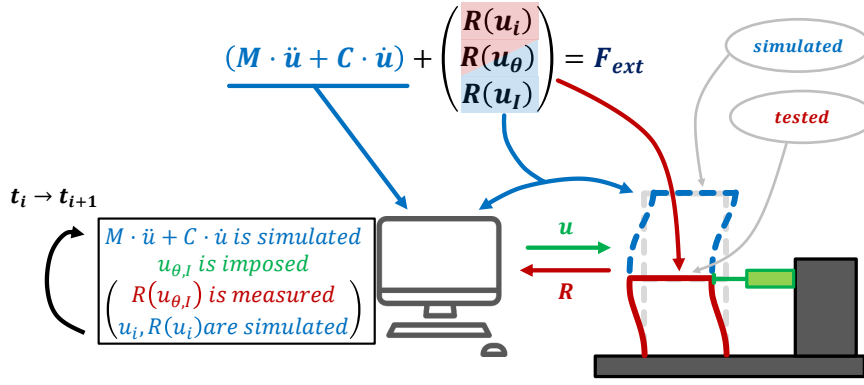 (M · ü + C · u̇) + (R(u_i) R(u_θ) R(u_I)) = F_ext
simulated
tested
t_i → t_{i+1}
M · ü + C · u̇ is simulated
u_{θ,I} is imposed
(R(u_{θ,I}) is measured
u_i, R(u_i)are simulated)
u
R